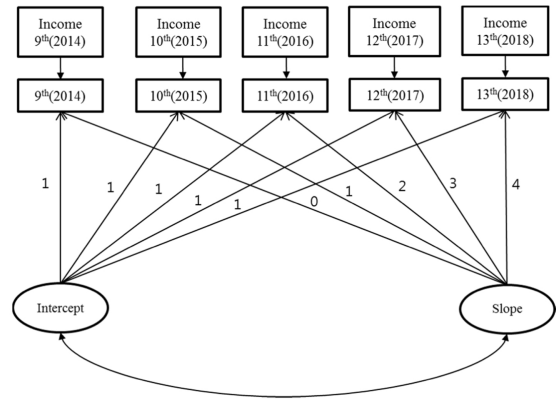 Income
9th(2014)
Income
10th(2015)
Income
11th(2016)
Income
12th(2017)
Income
13th(2018)
9th(2014)
10th(2015)
11th(2016)
12th(2017)
13th(2018)
1
1
1
1
1
0
1
2
3
4
Intercept
Slope